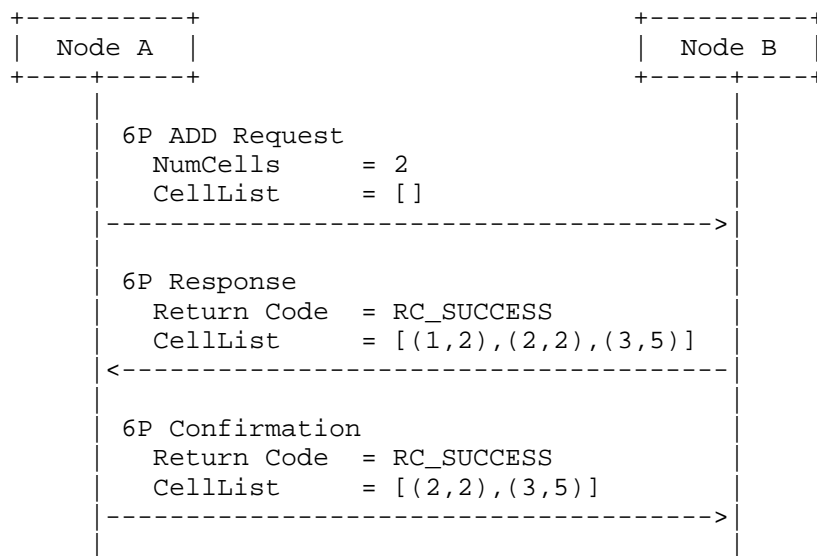 Node A Node B
6P ADD Request
NumCells = 2
CellList = []
6P Response
Return Code = RC_SUCCESS
CellList = [(1,2),(2,2),(3,5)]
6P Confirmation
Return Code = RC_SUCCESS
CellList = [(2,2),(3,5)]